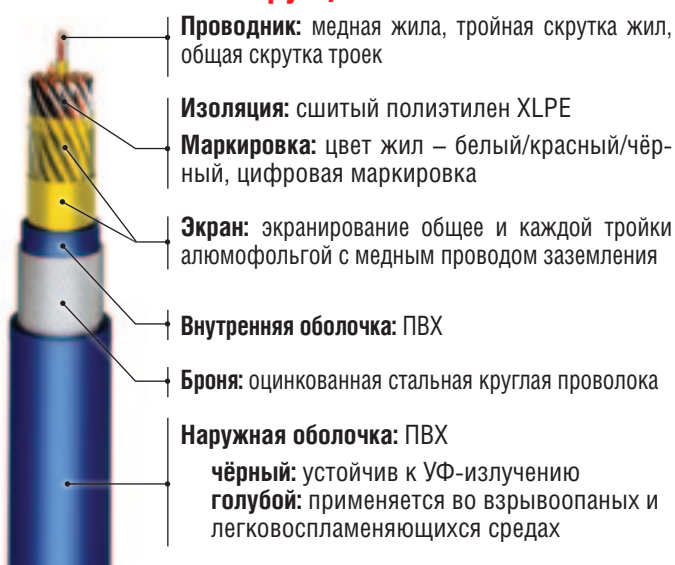 Проводник: медная жила, тройная скрутка жил,
общая скрутка троек
Изоляция: сшитый полиэтилен XLPE
Маркировка: цвет жил – белый/красный/чёр-
ный, цифровая маркировка
Экран: экранирование общее и каждой тройки
алюмофольгой с медным проводом заземления
Внутренняя оболочка: ПВХ
Броня: оцинкованная стальная круглая проволока
Наружная оболочка: ПВХ
чёрный: устойчив к УФ-излучению
голубой: применяется во взрывоопаных и
легковоспламеняющихся средах